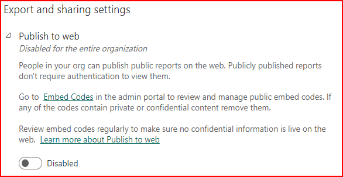 Export and sharing settings
Publish to web
Disabled for the entire organization
People in your org can publish public reports on the web. Publicly published reports
don't require authentication to view them.
Go to Embed Codes in the admin portal to review and manage public embed codes. If
any of the codes contain private or confidential content remove them.
Review embed codes regularly to make sure no confidential information is live on the
web. Learn more about Publish to web
Disabled